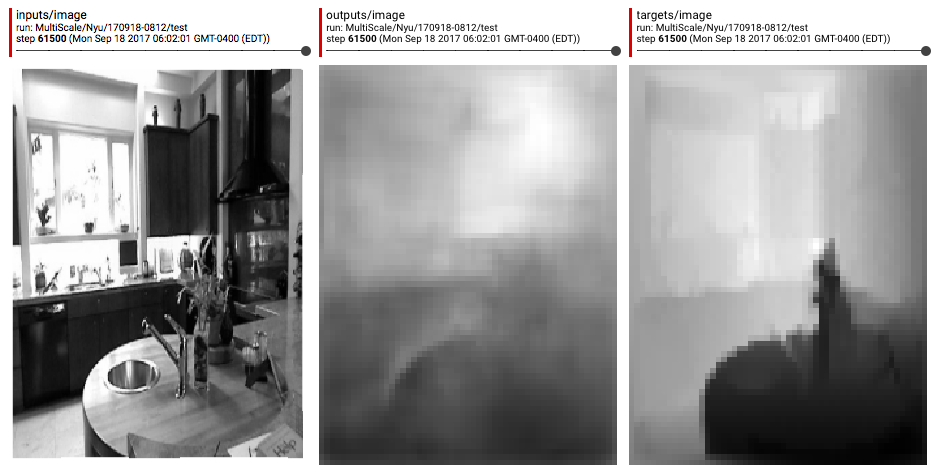 inputs/image
run: MultiScale/Nyu/170918-0812/test
step 61500 (Mon Sep 18 2017 06:02:01 GMT-0400 (EDT))
outputs/image
run: MultiScale/Nyu/170918-0812/test
step 61500 (Mon Sep 18 2017 06:02:01 GMT-0400 (EDT))
targets/image
run: MultiScale/Nyu/170918-0812/test
step 61500 (Mon Sep 18 2017 06:02:01 GMT-0400 (EDT))
Help